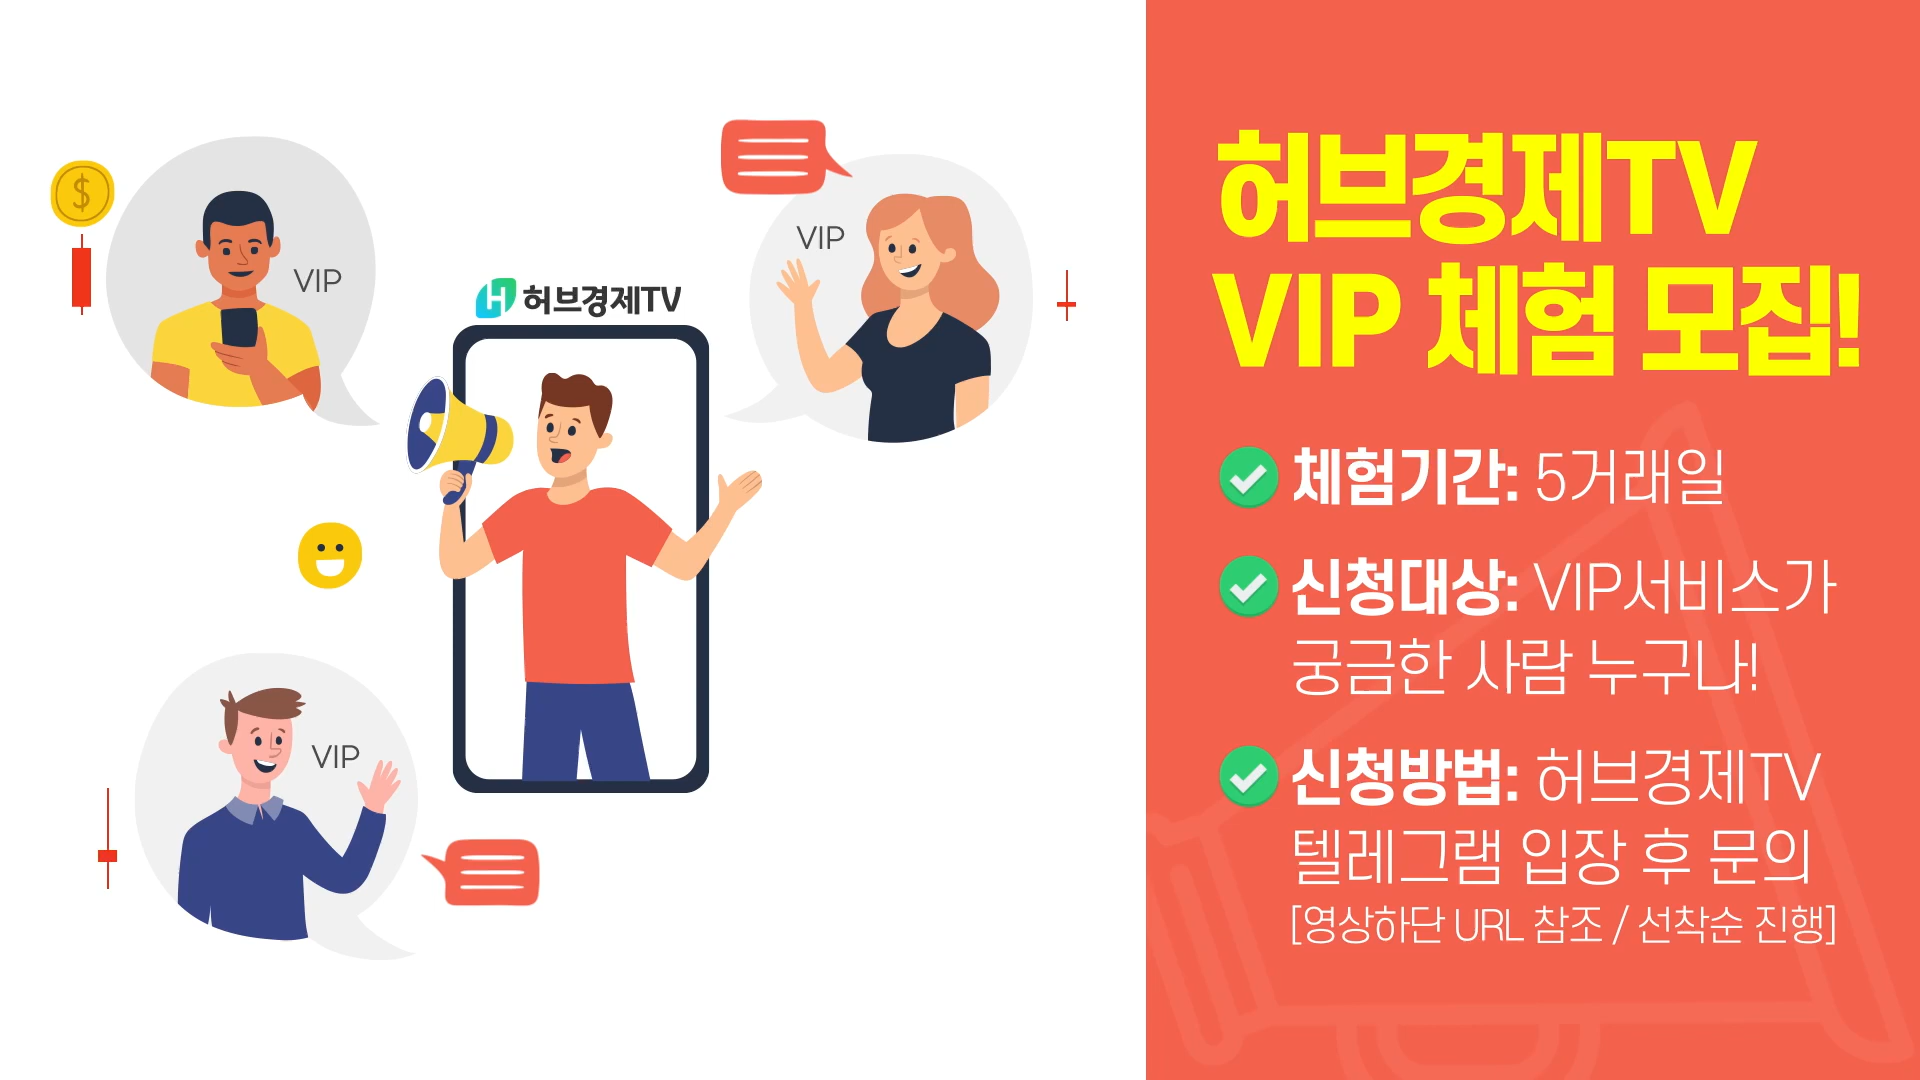 VIP
VIP
허브경제TV
VIP
허브경제TV
VIP 체험 모집!
체험기간: 5거래일
신청대상: VIP서비스가
궁금한 사람 누구나!
신청방법: 허브경제TV
텔레그램 입장 후 문의
[영상하단 URL 참조 / 선착순 진행]